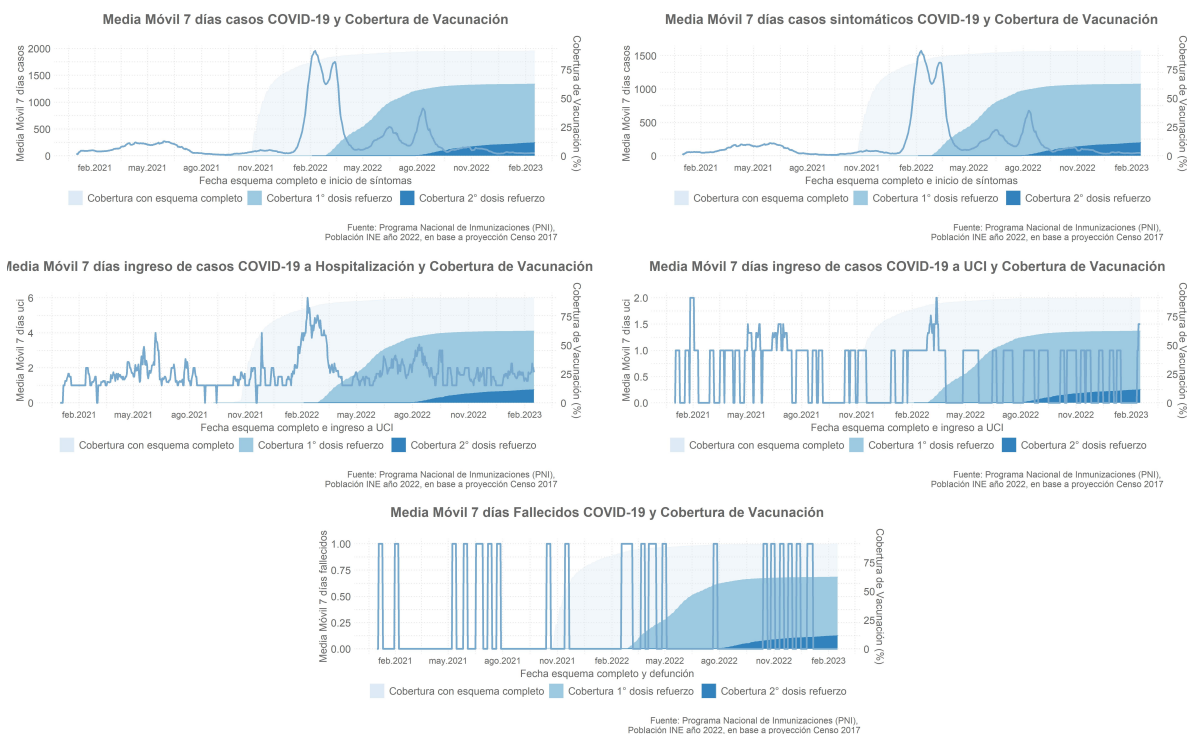 Media Móvil 7 días casos COVID-19 y Cobertura de Vacunación
Media Móvil 7 días casos
2000
1500
1000
500
0
Cobertura de Vacunación (%)
75
50
25
0
feb.2021 may.2021 ago.2021 nov.2021 feb.2022 may.2022 ago.2022 nov.2022 feb.2023
Fecha esquema completo e inicio de síntomas
Cobertura con esquema completo Cobertura 1° dosis refuerzo Cobertura 2° dosis refuerzo
Fuente: Programa Nacional de Inmunizaciones (PNI),
Población INE año 2022, en base a proyección Censo 2017
Media Móvil 7 días casos sintomáticos COVID-19 y Cobertura de Vacunación
Media Móvil 7 días casos
1500
1000
500
0
Cobertura de Vacunación (%)
75
50
25
0
feb.2021 may.2021 ago.2021 nov.2021 feb.2022 may.2022 ago.2022 nov.2022 feb.2023
Fecha esquema completo e inicio de síntomas
Cobertura con esquema completo Cobertura 1° dosis refuerzo Cobertura 2° dosis refuerzo
Fuente: Programa Nacional de Inmunizaciones (PNI),
Población INE año 2022, en base a proyección Censo 2017
Media Móvil 7 días ingreso de casos COVID-19 a Hospitalización y Cobertura de Vacunación
Media Móvil 7 días uci
6
4
2
0
Cobertura de Vacunación (%)
75
50
25
0
feb.2021 may.2021 ago.2021 nov.2021 feb.2022 may.2022 ago.2022 nov.2022 feb.2023
Fecha esquema completo e ingreso a UCI
Cobertura con esquema completo Cobertura 1° dosis refuerzo Cobertura 2° dosis refuerzo
Fuente: Programa Nacional de Inmunizaciones (PNI),
Población INE año 2022, en base a proyección Censo 2017
Media Móvil 7 días ingreso de casos COVID-19 a UCI y Cobertura de Vacunación
Media Móvil 7 días uci
2.0
1.5
1.0
0.5
0.0
Cobertura de Vacunación (%)
75
50
25
0
feb.2021 may.2021 ago.2021 nov.2021 feb.2022 may.2022 ago.2022 nov.2022 feb.2023
Fecha esquema completo e ingreso a UCI
Cobertura con esquema completo Cobertura 1° dosis refuerzo Cobertura 2° dosis refuerzo
Fuente: Programa Nacional de Inmunizaciones (PNI),
Población INE año 2022, en base a proyección Censo 2017
Media Móvil 7 días Fallecidos COVID-19 y Cobertura de Vacunación
Media Móvil 7 días fallecidos
1.00
0.75
0.50
0.25
0.00
Cobertura de Vacunación (%)
75
50
25
0
feb.2021 may.2021 ago.2021 nov.2021 feb.2022 may.2022 ago.2022 nov.2022 feb.2023
Fecha esquema completo y defunción
Cobertura con esquema completo Cobertura 1° dosis refuerzo Cobertura 2° dosis refuerzo
Fuente: Programa Nacional de Inmunizaciones (PNI),
Población INE año 2022, en base a proyección Censo 2017